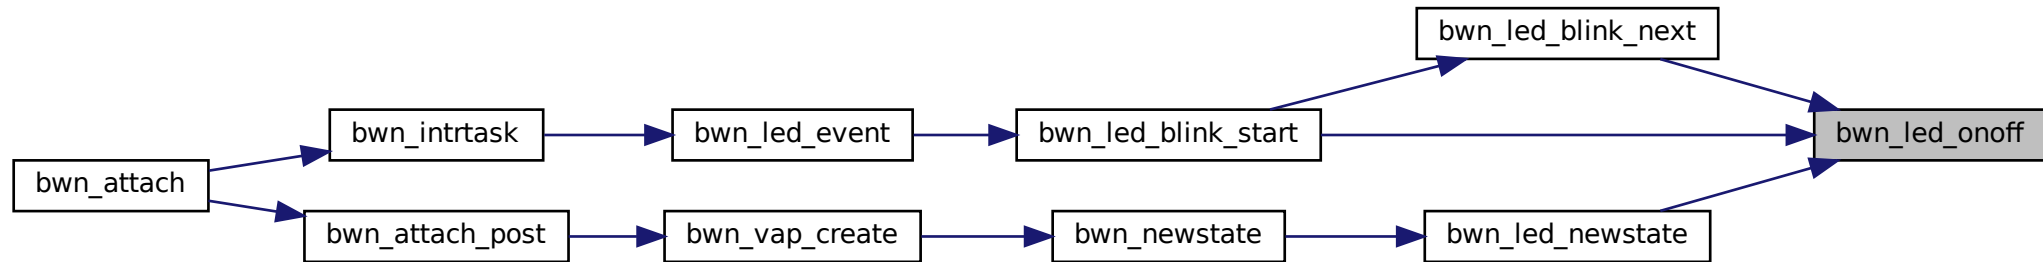 bwn_led_blink_next
bwn_intrtask
bwn_led_event
bwn_led_blink_start
bwn_led_onoff
bwn_attach
bwn_attach_post
bwn_vap_create
bwn_newstate
bwn_led_newstate